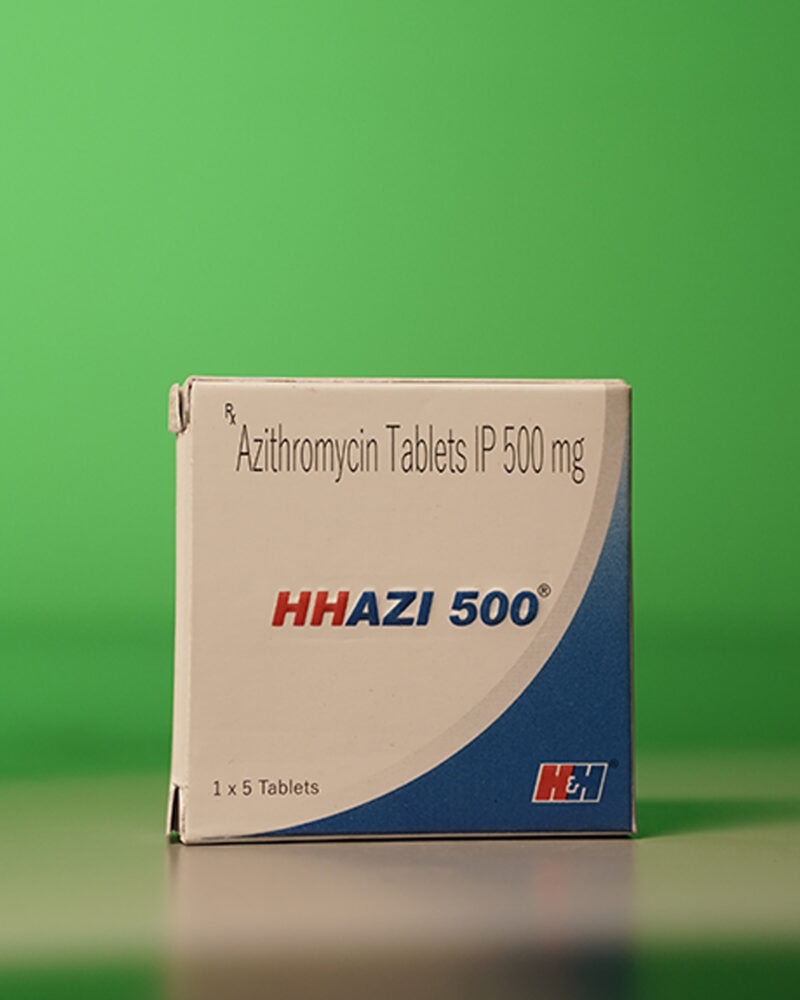 ℞
Azithromycin Tablets IP 500 mg
HHAZI 500®
1 x 5 Tablets
H&H®